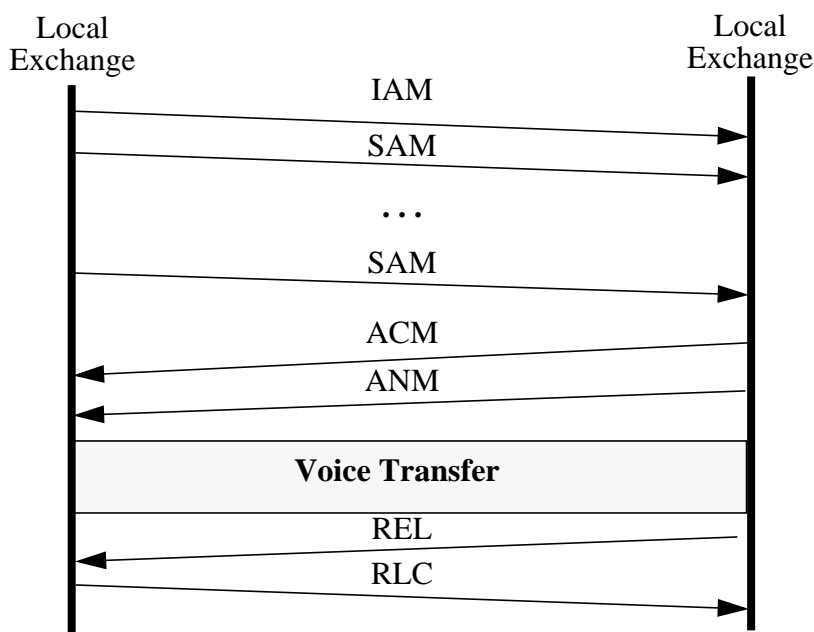 Local
Exchange
Local
Exchange
IAM
SAM
...
SAM
ACM
ANM
Voice Transfer
REL
RLC